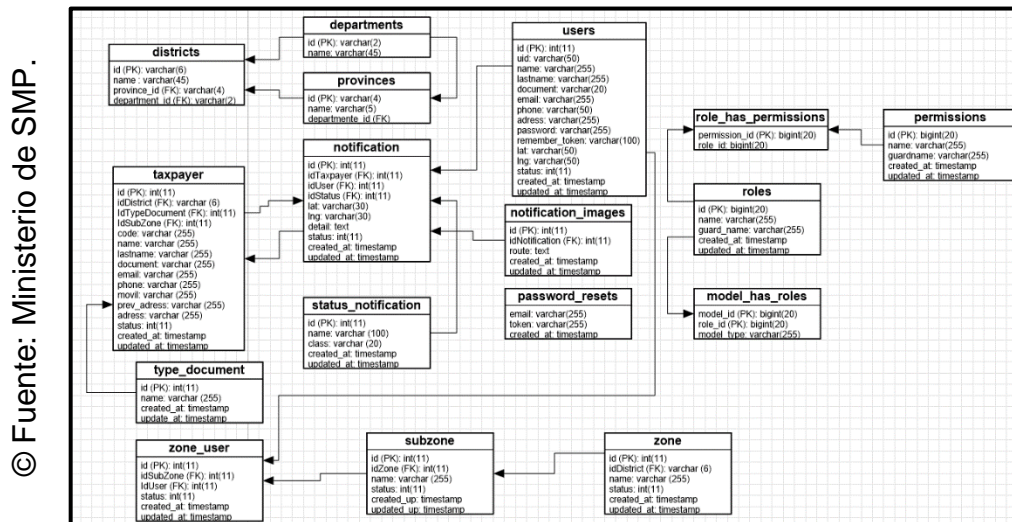 © Fuente: Ministerio de SMP.
departments
id (PK): varchar(2)
name: varchar(45)
districts
id (PK): varchar(6)
name : varchar(45)
province_id (FK): varchar(4)
department_id (FK): varchar(2)
provinces
id (PK): varchar(4)
name: varchar(5)
departmente_id (FK)
users
id (PK): int(11)
uid: varchar(50)
name: varchar(255)
lastname: varchar(255)
document: varchar(20)
email: varchar(255)
phone: varchar(50)
adress: varchar(255)
password: varchar(255)
remember_token: varchar(100)
lat: varchar(50)
lng: varchar(50)
status: int(11)
created_at: timestamp
updated_at: timestamp
role_has_permissions
permission_id (PK): bigint(20)
role_id: bigint(20)
permissions
id (PK): bigint(20)
name: varchar(255)
guardname: varchar(255)
created_at: timestamp
updated_at: timestamp
notification
id (PK): int(11)
idTaxpayer (FK): int(11)
idUser (FK): int(11)
idStatus (FK): int(11)
lat: varchar(30)
lng: varchar(30)
detail: text
status: int(11)
created_at: timestamp
updated_at: timestamp
taxpayer
id (PK): int(11)
idDistrict (FK): varchar (6)
IdTypeDocument (FK): int(11)
IdSubZone (FK): int(11)
code: varchar (255)
name: varchar (255)
lastname: varchar (255)
document: varchar (255)
email: varchar (255)
phone: varchar (255)
movil: varchar (255)
prev_adress: varchar (255)
adress: varchar (255)
status: int(11)
created_at: timestamp
updated_at: timestamp
roles
id (PK): bigint(20)
name: varchar(255)
guard_name: varchar(255)
created_at: timestamp
updated_at: timestamp
notification_images
id (PK): int(11)
idNotification (FK): int(11)
route: text
created_at: timestamp
updated_at: timestamp
status_notification
id (PK): int(11)
name: varchar (100)
class: varchar (20)
created_at: timestamp
updated_at: timestamp
password_resets
email: varchar(255)
token: varchar(255)
created_at: timestamp
model_has_roles
model_id (PK): bigint(20)
role_id (PK): bigint(20)
model_type: varchar(255)
type_document
id (PK): int(11)
name: varchar (255)
created_at: timestamp
update_at: timestamp
zone_user
id (PK): int(11)
idSubZone (FK): int(11)
IdUser (FK): int(11)
status: int(11)
created_at: timestamp
updated_at: timestamp
subzone
id (PK): int(11)
idZone (FK): int(11)
name: varchar (255)
status: int(11)
created_up: timestamp
updated_up: timestamp
zone
id (PK): int(11)
idDistrict (FK): varchar (6)
name: varchar (255)
status: int(11)
created_at: timestamp
updated_at: timestamp